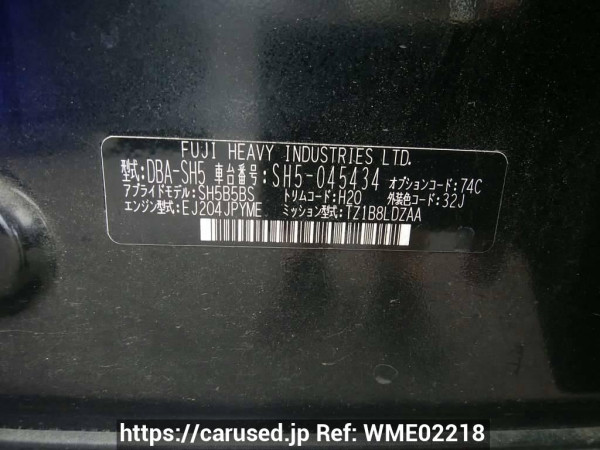 FUJI HEAVY INDUSTRIES LTD.
型式:DBA-SH5 車台番号:SH5-045434 オプションコード:74C
アプライドモデル:SH5B5BS トリムコード:H20 外装色コード:32J
エンジン型式:EJ204JPYME ミッション型式:TZ1B8LDZAA
https://carused.jp Ref: WME02218